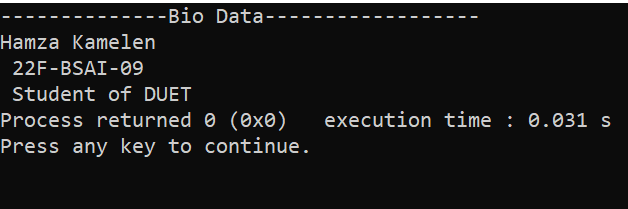 --------------Bio Data------------------
Hamza Kamelen
 22F-BSAI-09
 Student of DUET
Process returned 0 (0x0)   execution time : 0.031 s
Press any key to continue.